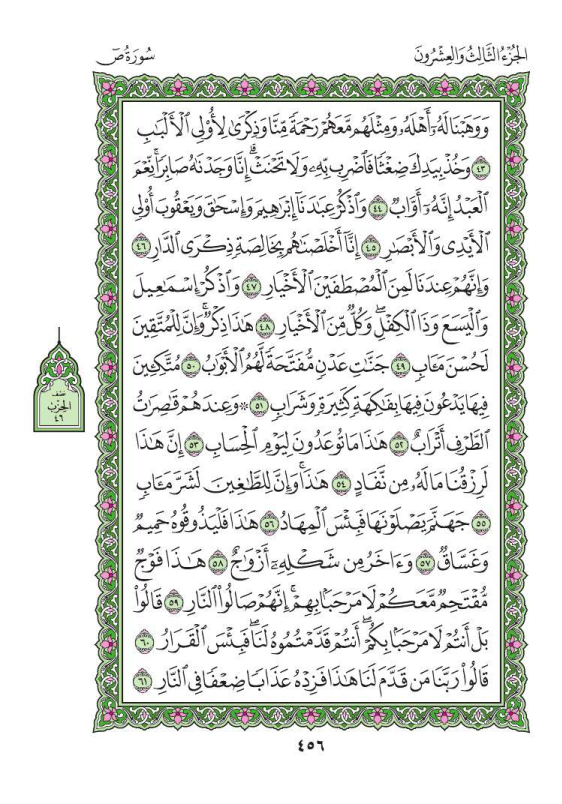 الجُزْءُ الثَّالِثُ وَالعِشْرُونَ
سُورَةُ صٓ
وَوَهَبْنَا لَهُۥٓ أَهْلَهُۥ وَمِثْلَهُم مَّعَهُمْ رَحْمَةً مِّنَّا وَذِكْرَىٰ لِأُو۟لِى ٱلْأَلْبَٰبِ
٤٣ وَخُذْ بِيَدِكَ ضِغْثًا فَٱضْرِب بِّهِۦ وَلَا تَحْنَثْ ۗ إِنَّا وَجَدْنَٰهُ صَابِرًا ۚ نِّعْمَ
ٱلْعَبْدُ ۖ إِنَّهُۥٓ أَوَّابٌ ٤٤ وَٱذْكُرْ عِبَٰدَنَآ إِبْرَٰهِيمَ وَإِسْحَٰقَ وَيَعْقُوبَ أُو۟لِى
ٱلْأَيْدِى وَٱلْأَبْصَٰرِ ٤٥ إِنَّآ أَخْلَصْنَٰهُم بِخَالِصَةٍ ذِكْرَى ٱلدَّارِ ٤٦
وَإِنَّهُمْ عِندَنَا لَمِنَ ٱلْمُصْطَفَيْنَ ٱلْأَخْيَارِ ٤٧ وَٱذْكُرْ إِسْمَٰعِيلَ
وَٱلْيَسَعَ وَذَا ٱلْكِفْلِ ۖ وَكُلٌّ مِّنَ ٱلْأَخْيَارِ ٤٨ هَٰذَا ذِكْرٌ ۚ وَإِنَّ لِلْمُتَّقِينَ
لَحُسْنَ مَـَٔابٍ ٤٩ جَنَّٰتِ عَدْنٍ مُّفَتَّحَةً لَّهُمُ ٱلْأَبْوَٰبُ ٥٠ مُتَّكِـِٔينَ
فِيهَا يَدْعُونَ فِيهَا بِفَٰكِهَةٍ كَثِيرَةٍ وَشَرَابٍ ٥١ ۞ وَعِندَهُمْ قَٰصِرَٰتُ
ٱلطَّرْفِ أَتْرَابٌ ٥٢ هَٰذَا مَا تُوعَدُونَ لِيَوْمِ ٱلْحِسَابِ ٥٣ إِنَّ هَٰذَا
لَرِزْقُنَا مَا لَهُۥ مِن نَّفَادٍ ٥٤ هَٰذَا ۚ وَإِنَّ لِلطَّٰغِينَ لَشَرَّ مَـَٔابٍ
٥٥ جَهَنَّمَ يَصْلَوْنَهَا فَبِئْسَ ٱلْمِهَادُ ٥٦ هَٰذَا فَلْيَذُوقُوهُ حَمِيمٌ
وَغَسَّاقٌ ٥٧ وَءَاخَرُ مِن شَكْلِهِۦٓ أَزْوَٰجٌ ٥٨ هَٰذَا فَوْجٌ
مُّقْتَحِمٌ مَّعَكُمْ ۖ لَا مَرْحَبًۢا بِهِمْ ۚ إِنَّهُمْ صَالُوا۟ ٱلنَّارِ ٥٩ قَالُوا۟
بَلْ أَنتُمْ لَا مَرْحَبًۢا بِكُمْ ۖ أَنتُمْ قَدَّمْتُمُوهُ لَنَا ۖ فَبِئْسَ ٱلْقَرَارُ ٦٠
قَالُوا۟ رَبَّنَا مَن قَدَّمَ لَنَا هَٰذَا فَزِدْهُ عَذَابًا ضِعْفًا فِى ٱلنَّارِ ٦١
نصف
الحزب
٤٦
٤٥٦